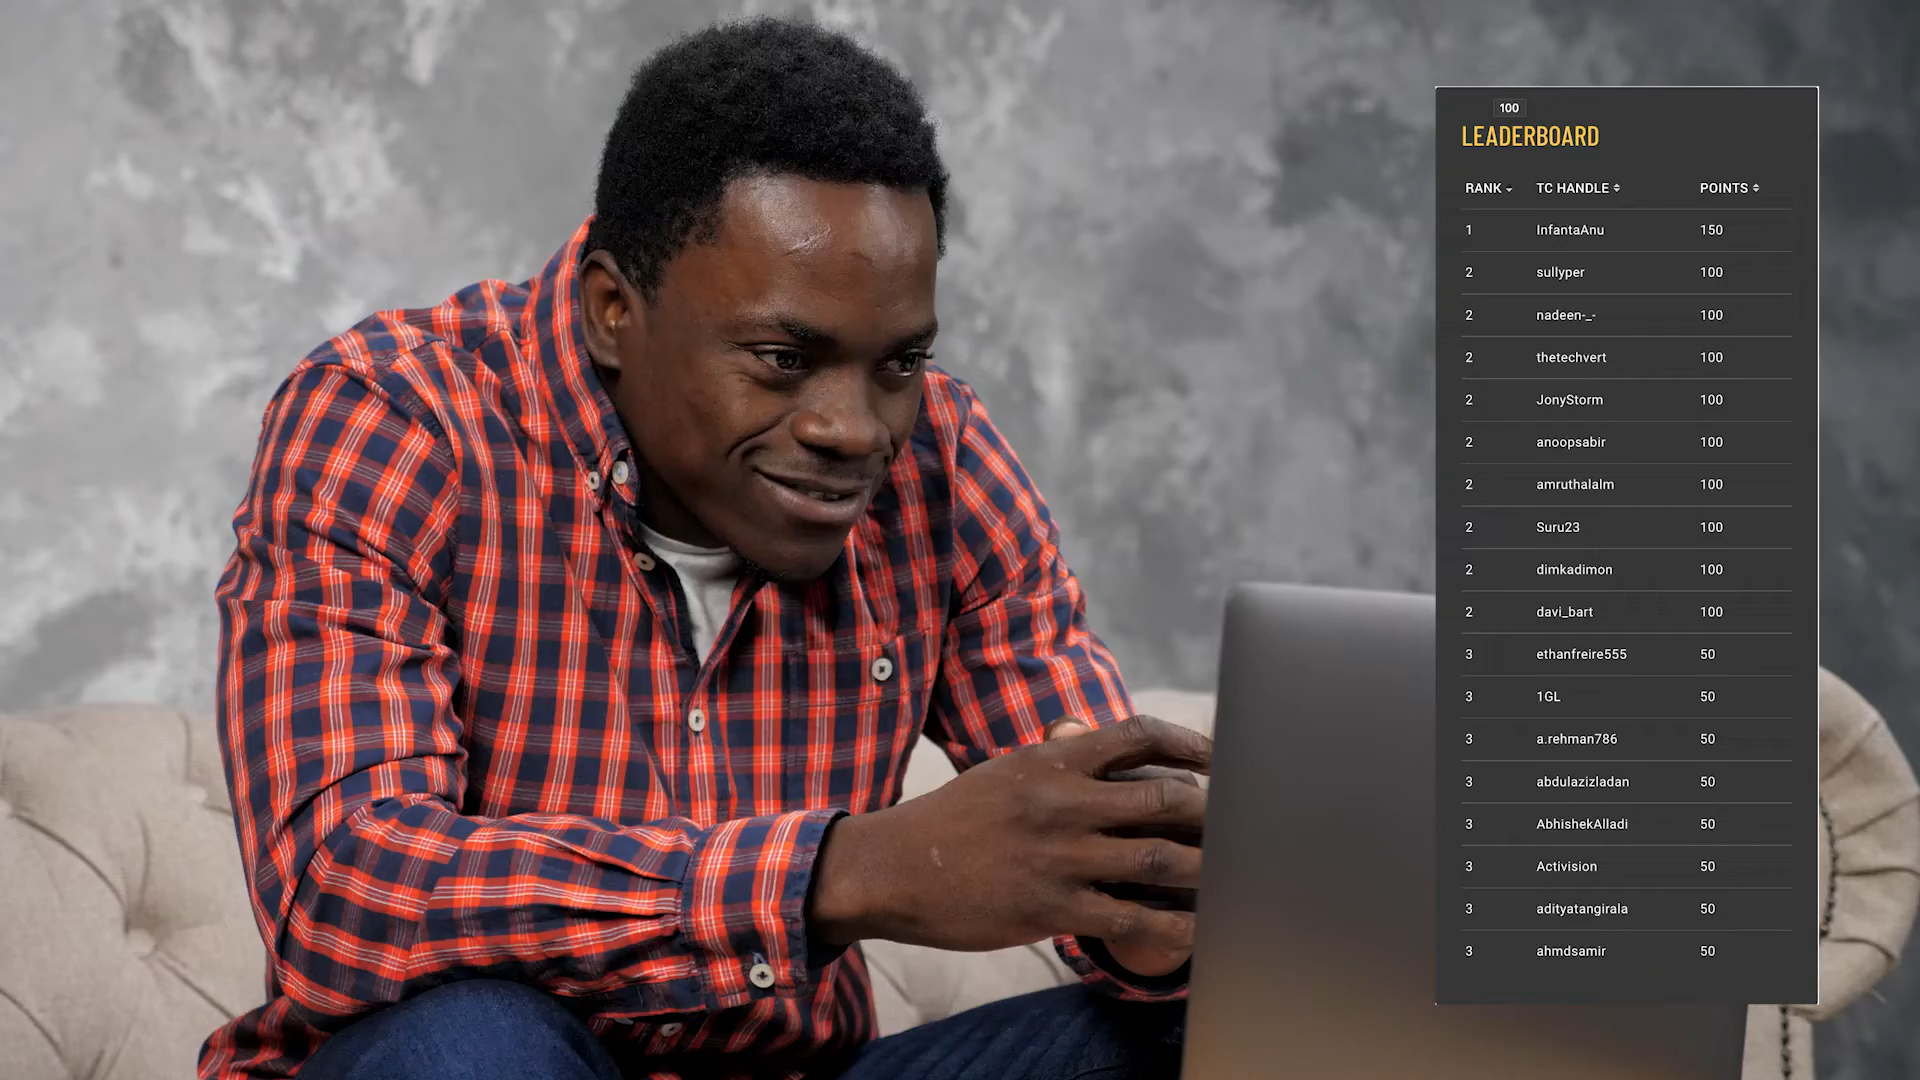 100
LEADERBOARD
RANK TC HANDLE POINTS
1 InfantaAnu 150
2 sullyper 100
2 nadeen-_- 100
2 thetechvert 100
2 JonyStorm 100
2 anoopsabir 100
2 amruthalalm 100
2 Suru23 100
2 dimkadimon 100
2 davi_bart 100
3 ethanfreire555 50
3 1GL 50
3 a.rehman786 50
3 abdulazizladan 50
3 AbhishekAlladi 50
3 Activision 50
3 adityatangirala 50
3 ahmdsamir 50